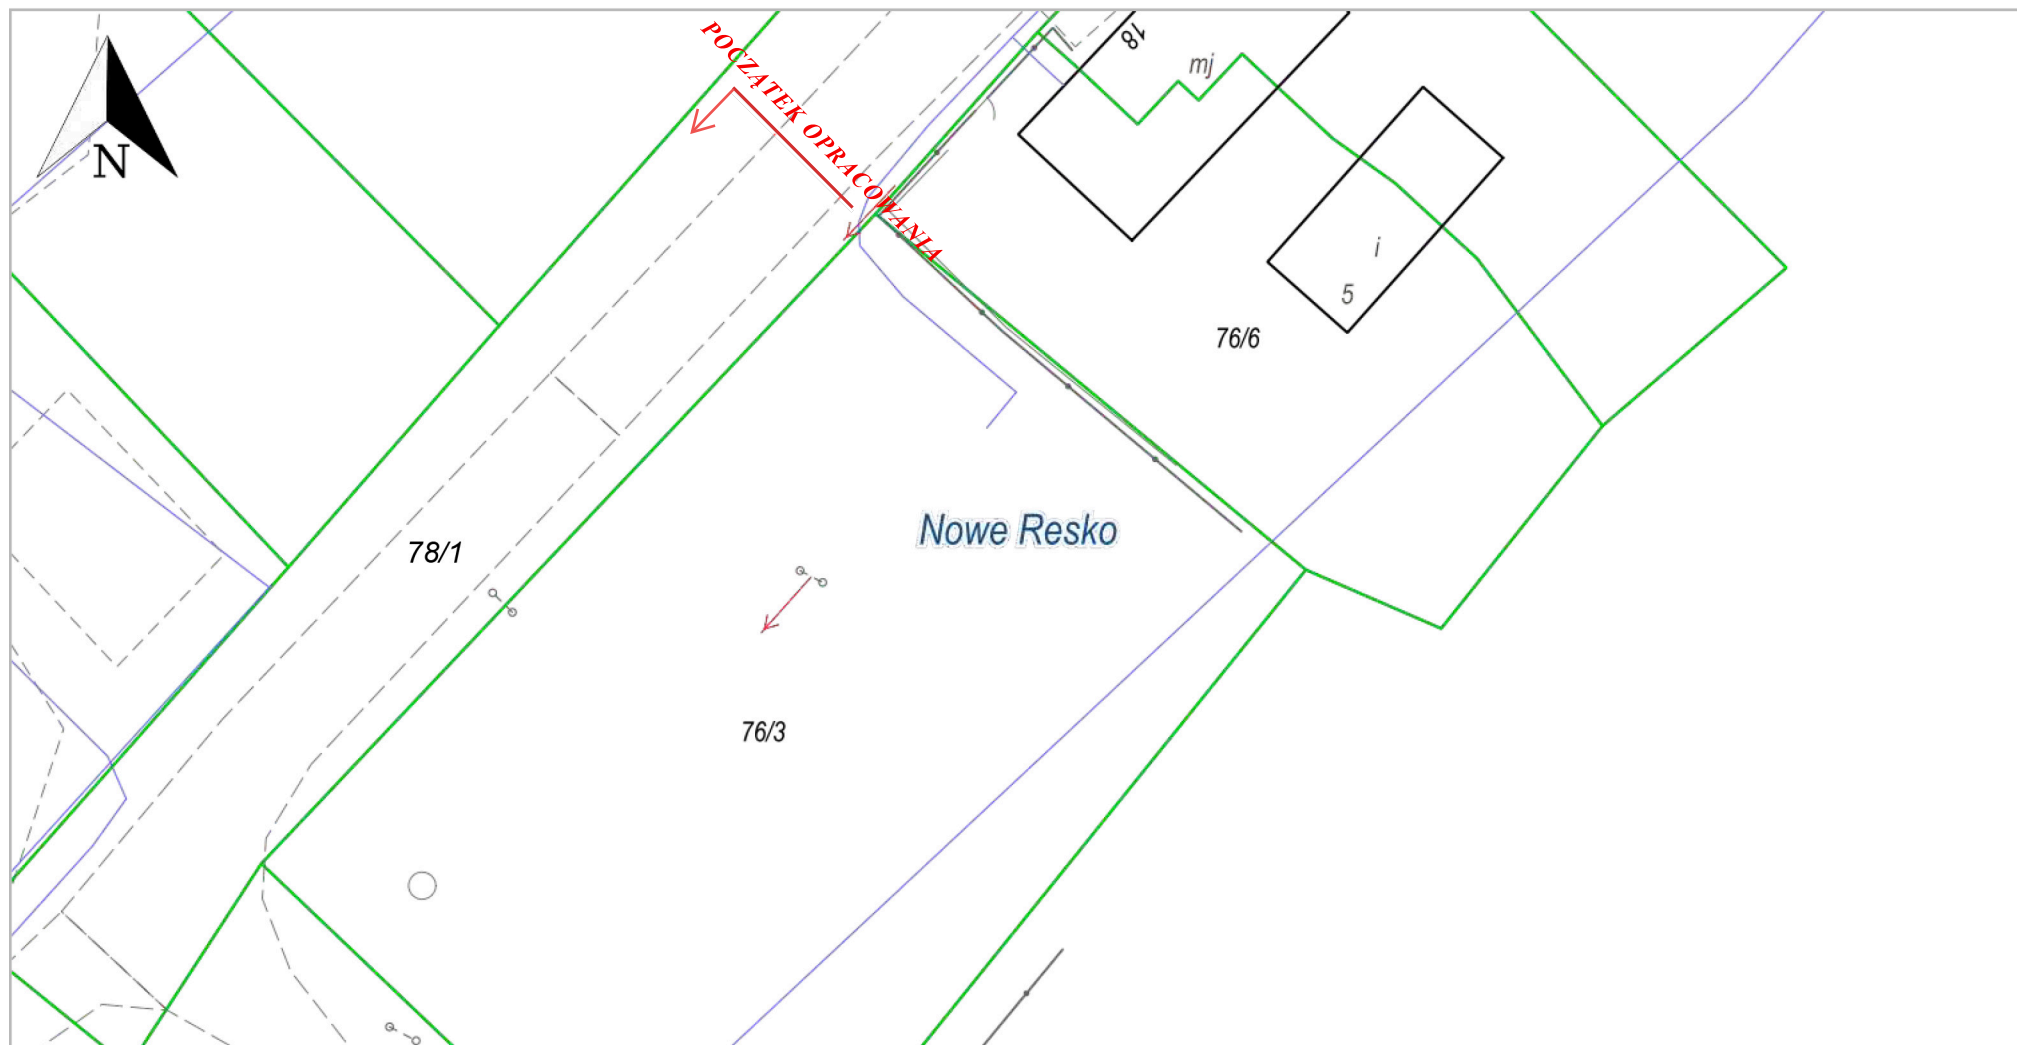 POCZĄTEK OPRACOWANIA
18
mj
N
i
5
76/6
Nowe Resko
78/1
76/3